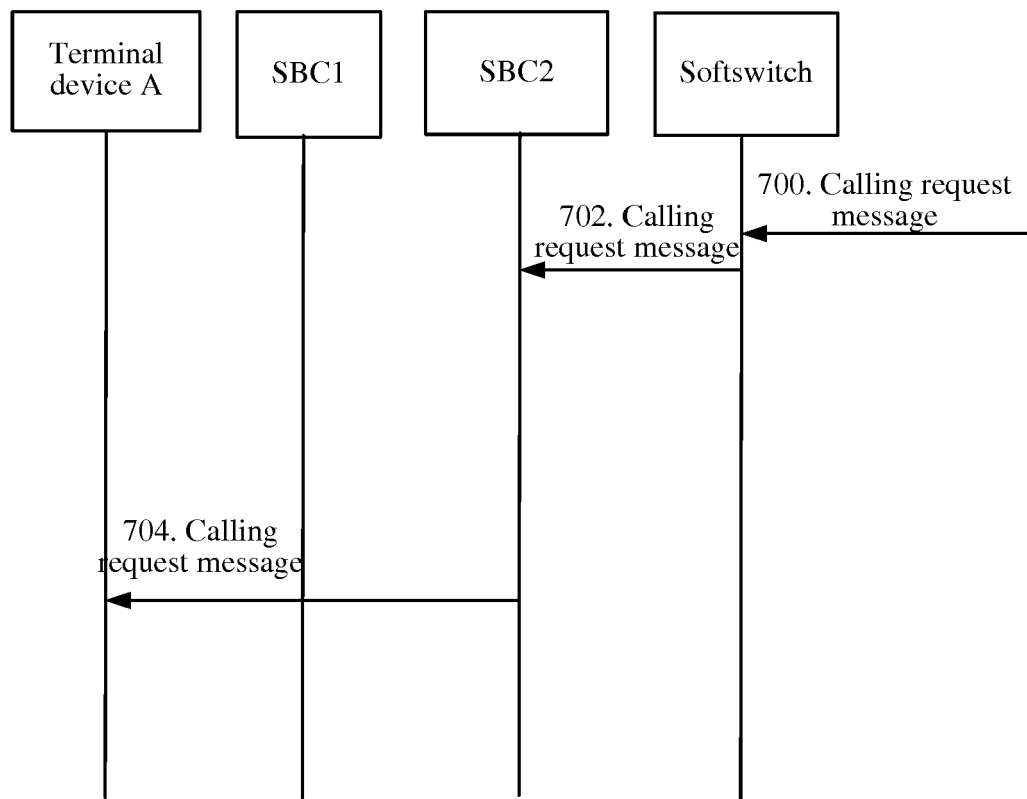 Terminal
device A
SBC1
SBC2
Softswitch
700. Calling request
message
702. Calling
request message
704. Calling
request message